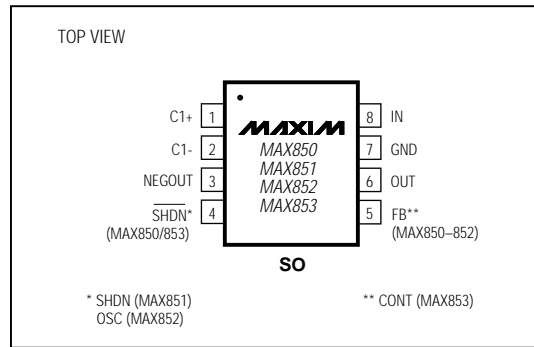 TOP VIEW
C1+ 1
C1- 2
NEGOUT 3
SHDN* 4
(MAX850/853)
MAXIM
MAX850
MAX851
MAX852
MAX853
8 IN
7 GND
6 OUT
5 FB**
(MAX850–852)
SO
* SHDN (MAX851)
OSC (MAX852)
** CONT (MAX853)